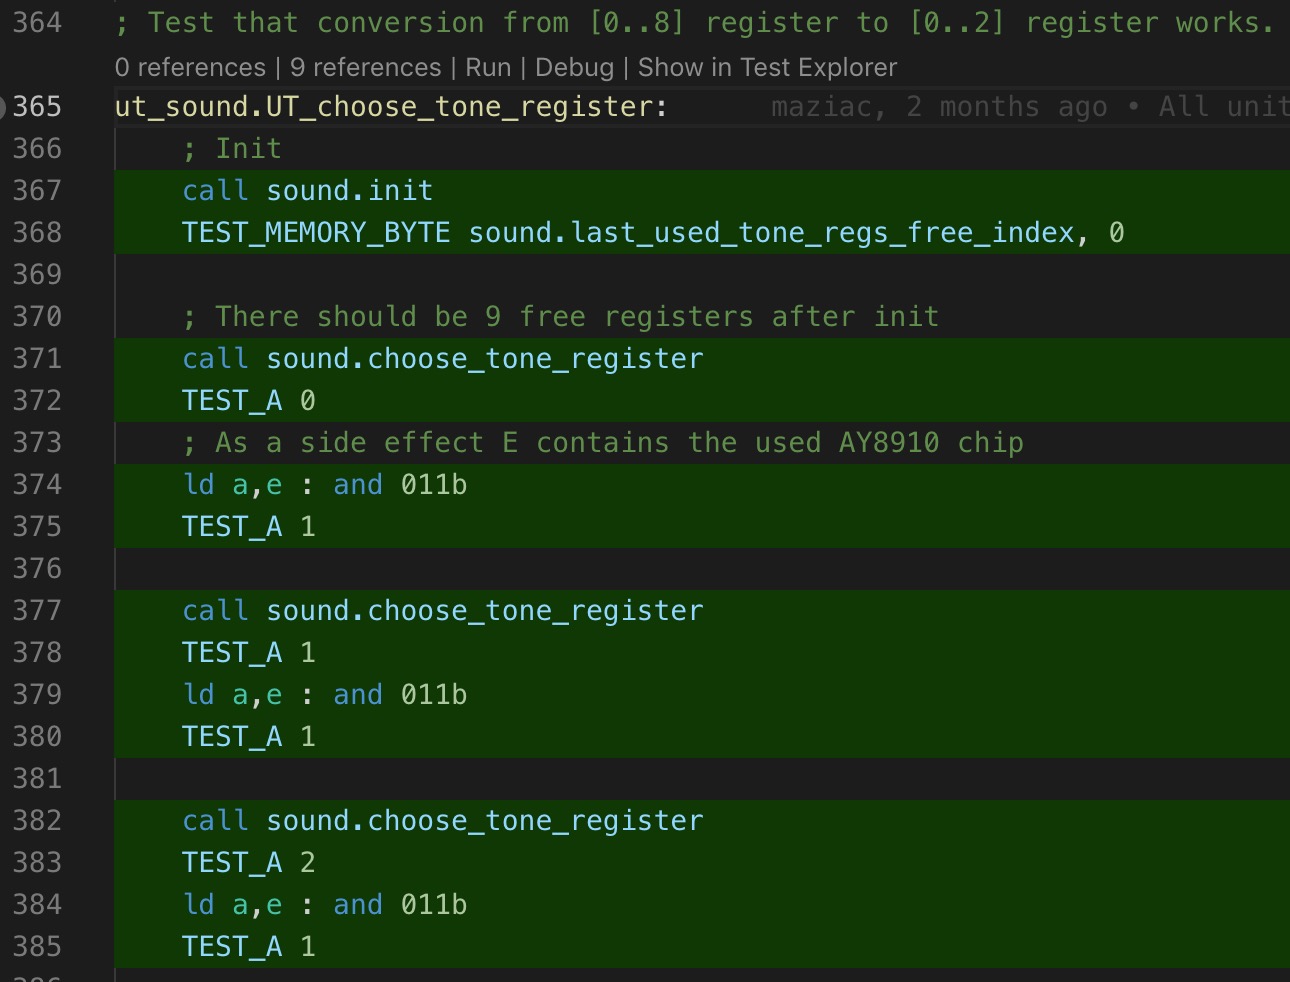 364 ; Test that conversion from [0..8] register to [0..2] register works.
0 references | 9 references | Run | Debug | Show in Test Explorer
365 ut_sound.UT_choose_tone_register: maziac, 2 months ago • All unit
366 ; Init
367 call sound.init
368 TEST_MEMORY_BYTE sound.last_used_tone_regs_free_index, 0
369
370 ; There should be 9 free registers after init
371 call sound.choose_tone_register
372 TEST_A 0
373 ; As a side effect E contains the used AY8910 chip
374 ld a,e : and 011b
375 TEST_A 1
376
377 call sound.choose_tone_register
378 TEST_A 1
379 ld a,e : and 011b
380 TEST_A 1
381
382 call sound.choose_tone_register
383 TEST_A 2
384 ld a,e : and 011b
385 TEST_A 1